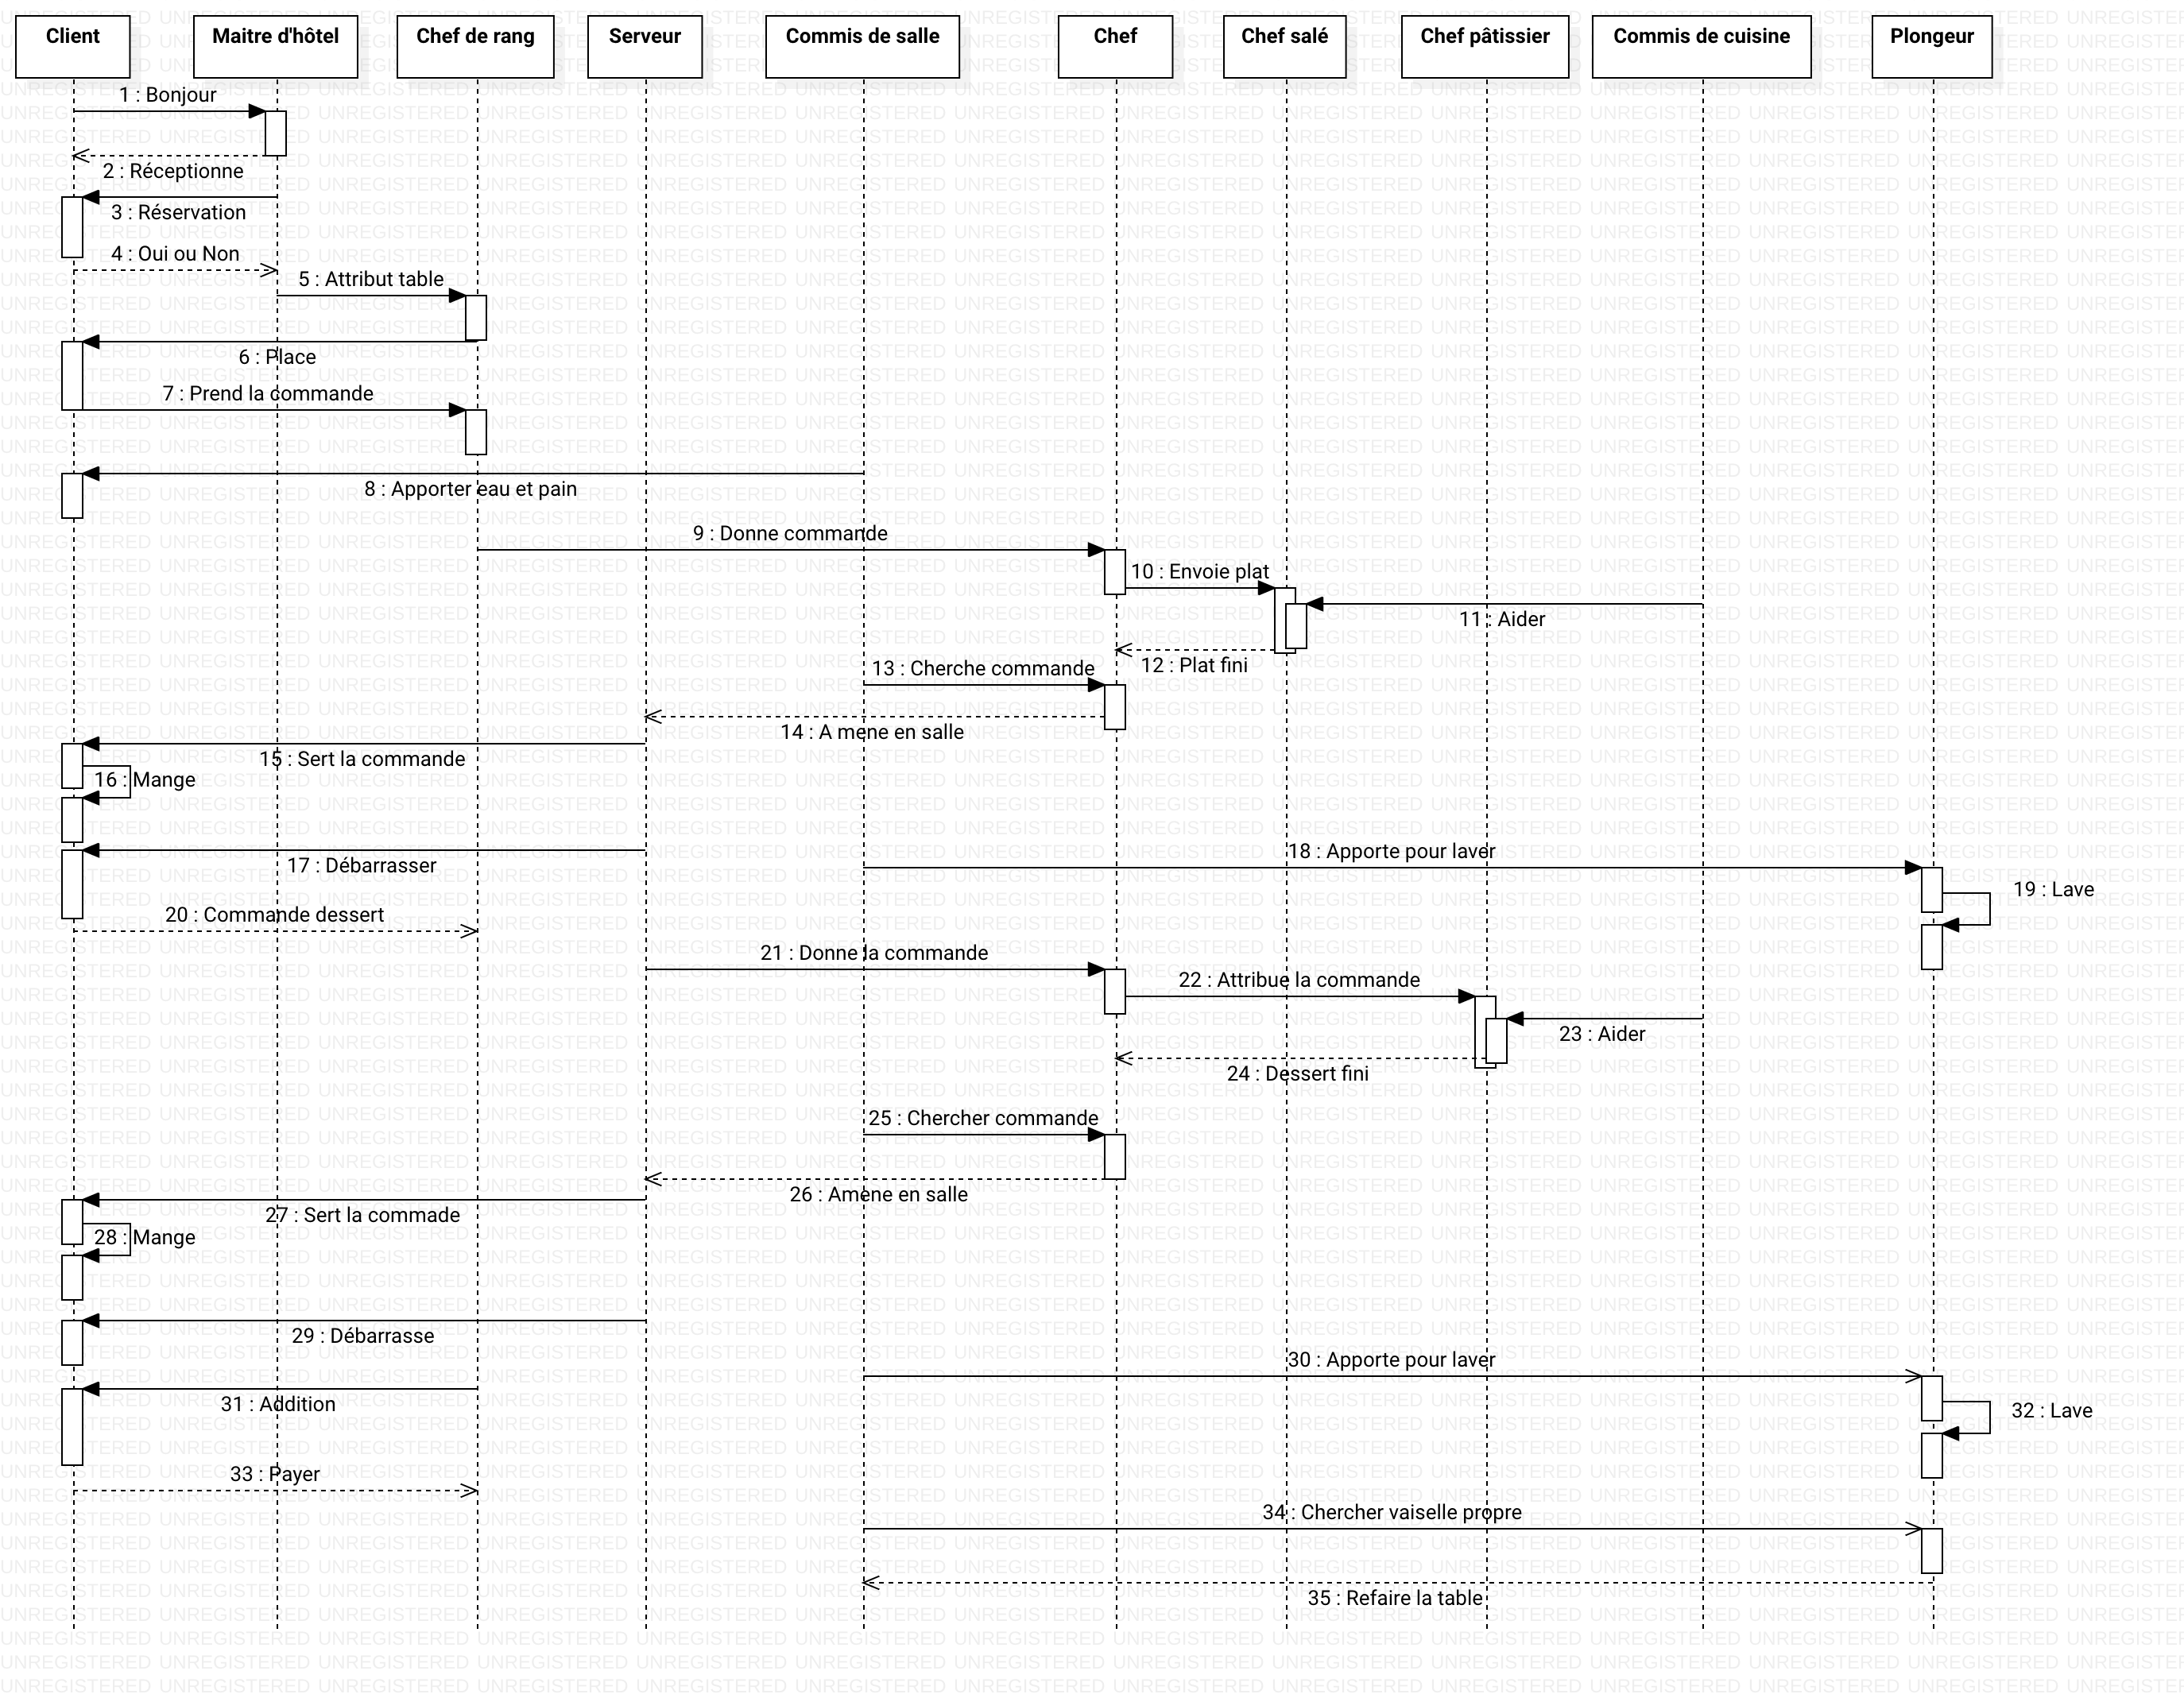 Client
Maitre d'hôtel
Chef de rang
Serveur
Commis de salle
Chef
Chef salé
Chef pâtissier
Commis de cuisine
Plongeur
1 : Bonjour
2 : Réceptionne
3 : Réservation
4 : Oui ou Non
5 : Attribut table
6 : Place
7 : Prend la commande
8 : Apporter eau et pain
9 : Donne commande
10 : Envoie plat
11 : Aider
12 : Plat fini
13 : Cherche commande
14 : A mene en salle
15 : Sert la commande
16 : Mange
17 : Débarrasser
18 : Apporte pour laver
19 : Lave
20 : Commande dessert
21 : Donne la commande
22 : Attribue la commande
23 : Aider
24 : Dessert fini
25 : Chercher commande
26 : Amene en salle
27 : Sert la commade
28 : Mange
29 : Débarrasse
30 : Apporte pour laver
31 : Addition
32 : Lave
33 : Payer
34 : Chercher vaiselle propre
35 : Refaire la table